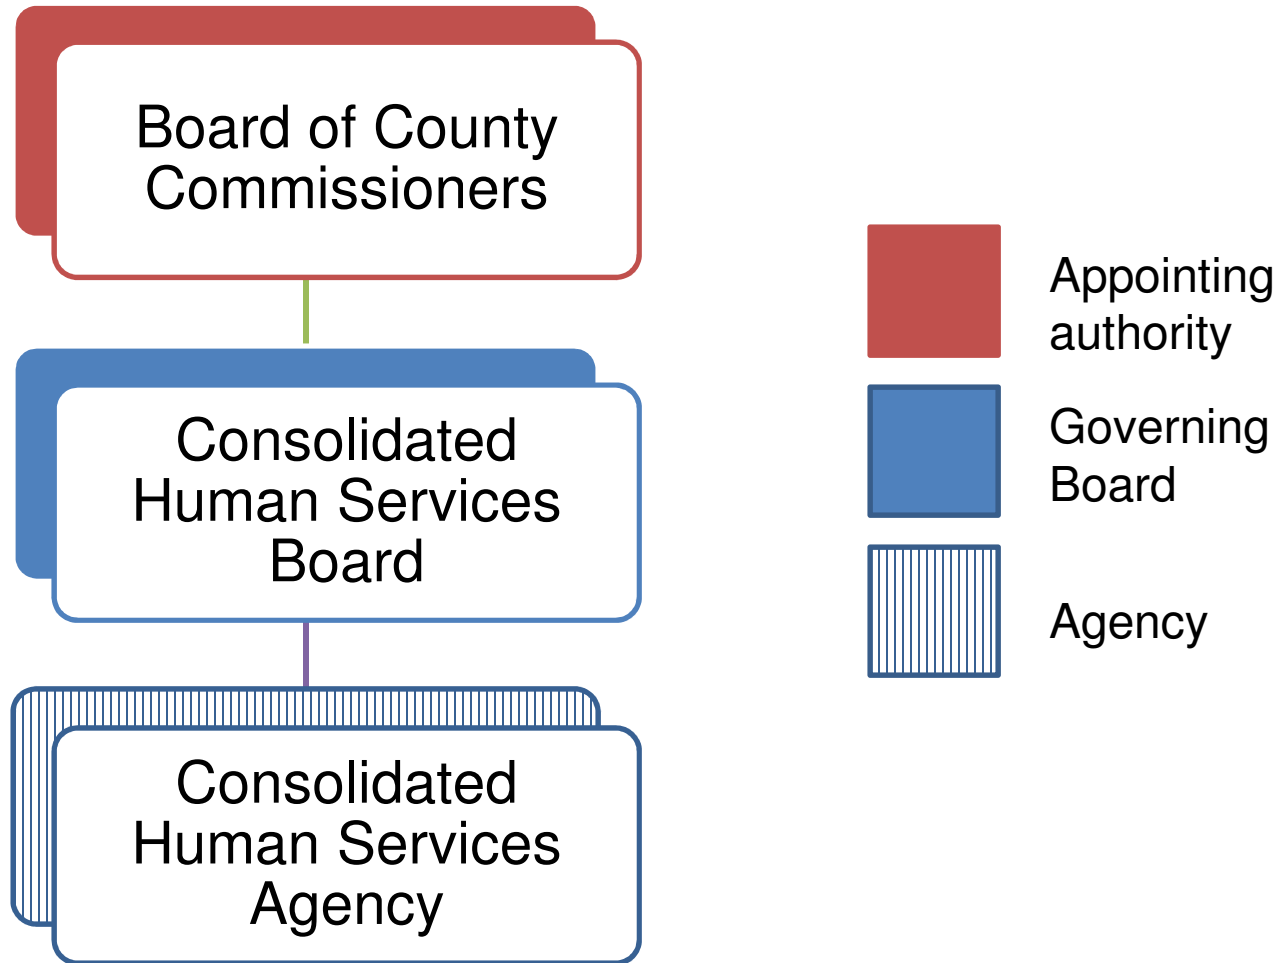 Board of County
Commissioners
Consolidated
Human Services
Board
Consolidated
Human Services
Agency
Appointing
authority
Governing
Board
Agency